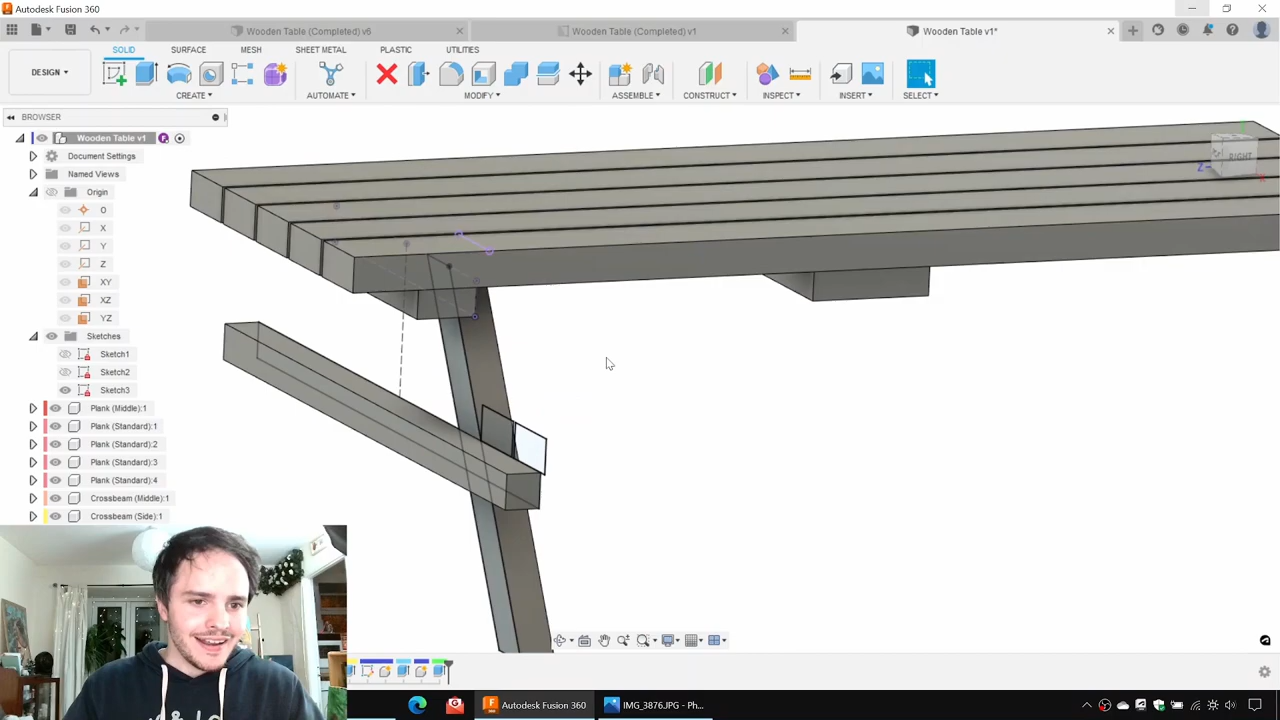 Autodesk Fusion 360
Wooden Table (Completed) v6
Wooden Table (Completed) v1
Wooden Table v1*
SOLID
SURFACE
MESH
SHEET METAL
PLASTIC
UTILITIES
DESIGN
CREATE
AUTOMATE
MODIFY
ASSEMBLE
CONSTRUCT
INSPECT
INSERT
SELECT
BROWSER
Wooden Table v1
Document Settings
Named Views
Origin
O
X
Y
Z
XY
XZ
YZ
Sketches
Sketch1
Sketch2
Sketch3
Plank (Middle):1
Plank (Standard):1
Plank (Standard):2
Plank (Standard):3
Plank (Standard):4
Crossbeam (Middle):1
Crossbeam (Side):1
RIGHT
Z
X
Autodesk Fusion 360
IMG_3876.JPG - Ph...